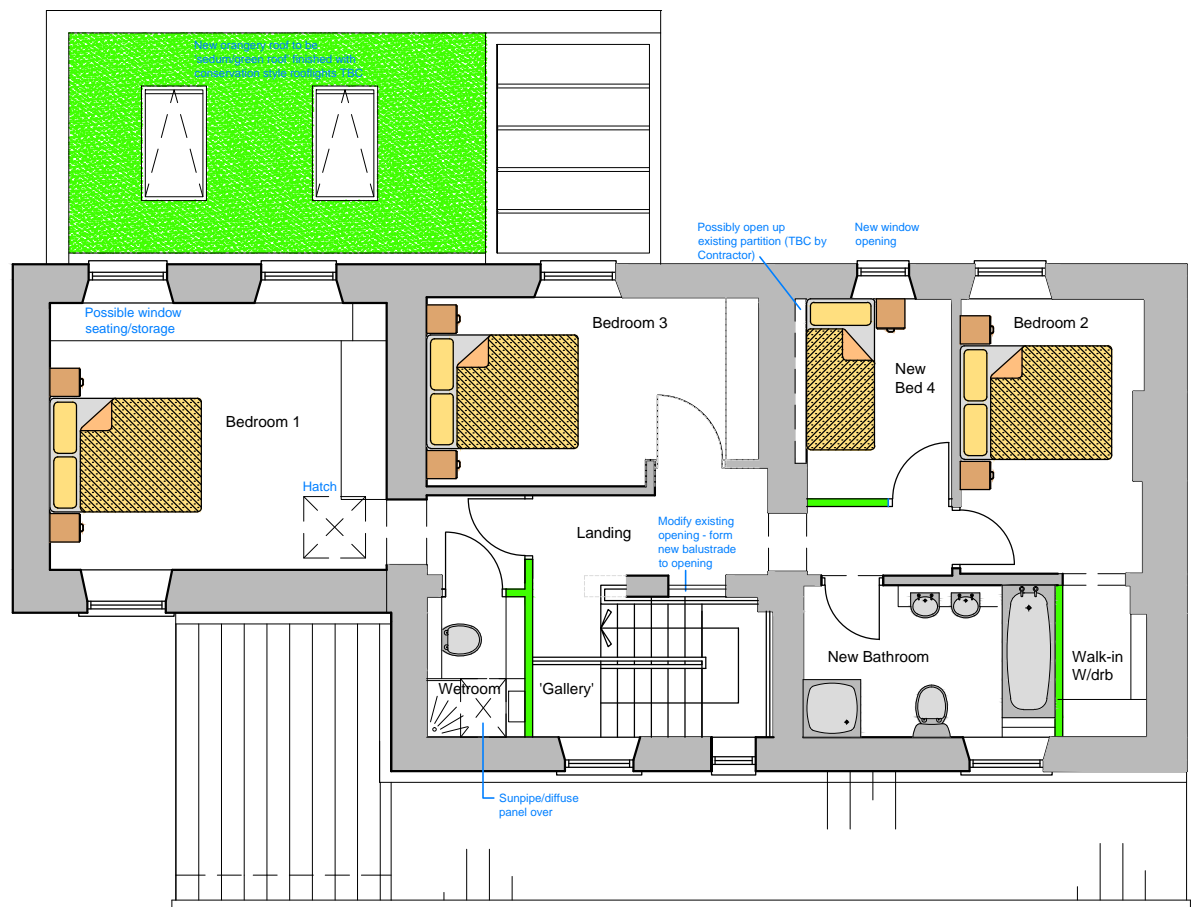 New orangery roof to be
'sedum/green roof' finished with
conservation style rooflights TBC
Possibly open up
existing partition (TBC by
Contractor)
New window
opening
Possible window
seating/storage
Bedroom 3
Bedroom 2
New
Bed 4
Bedroom 1
Hatch
Landing
Modify existing
opening - form
new balustrade
to opening
New Bathroom
Walk-in
W/drb
Wetroom
'Gallery'
Sunpipe/diffuse
panel over